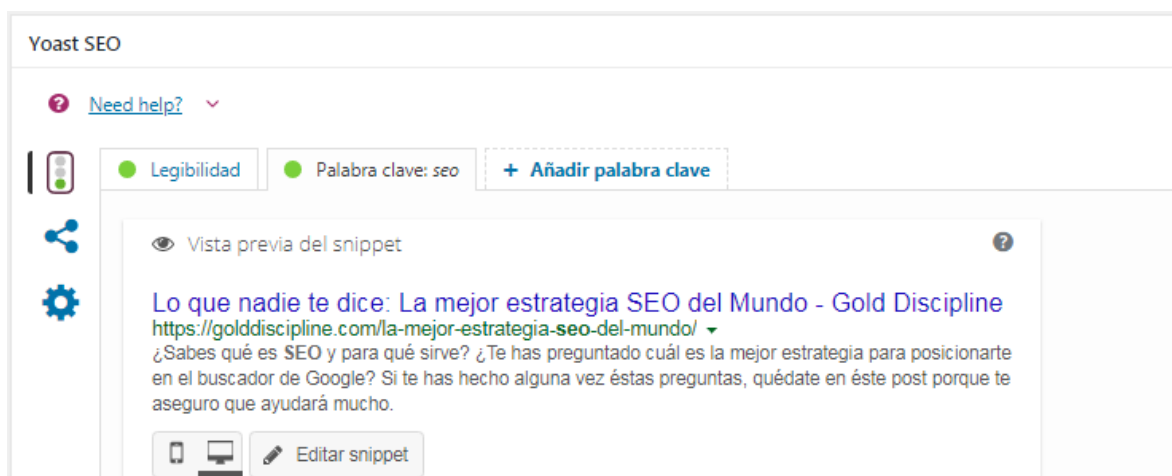 Yoast SEO
Need help?
Legibilidad
Palabra clave: seo
+ Añadir palabra clave
Vista previa del snippet
Lo que nadie te dice: La mejor estrategia SEO del Mundo - Gold Discipline
https://golddiscipline.com/la-mejor-estrategia-seo-del-mundo/
¿Sabes qué es SEO y para qué sirve? ¿Te has preguntado cuál es la mejor estrategia para posicionarte
en el buscador de Google? Si te has hecho alguna vez éstas preguntas, quédate en éste post porque te
aseguro que ayudará mucho.
Editar snippet